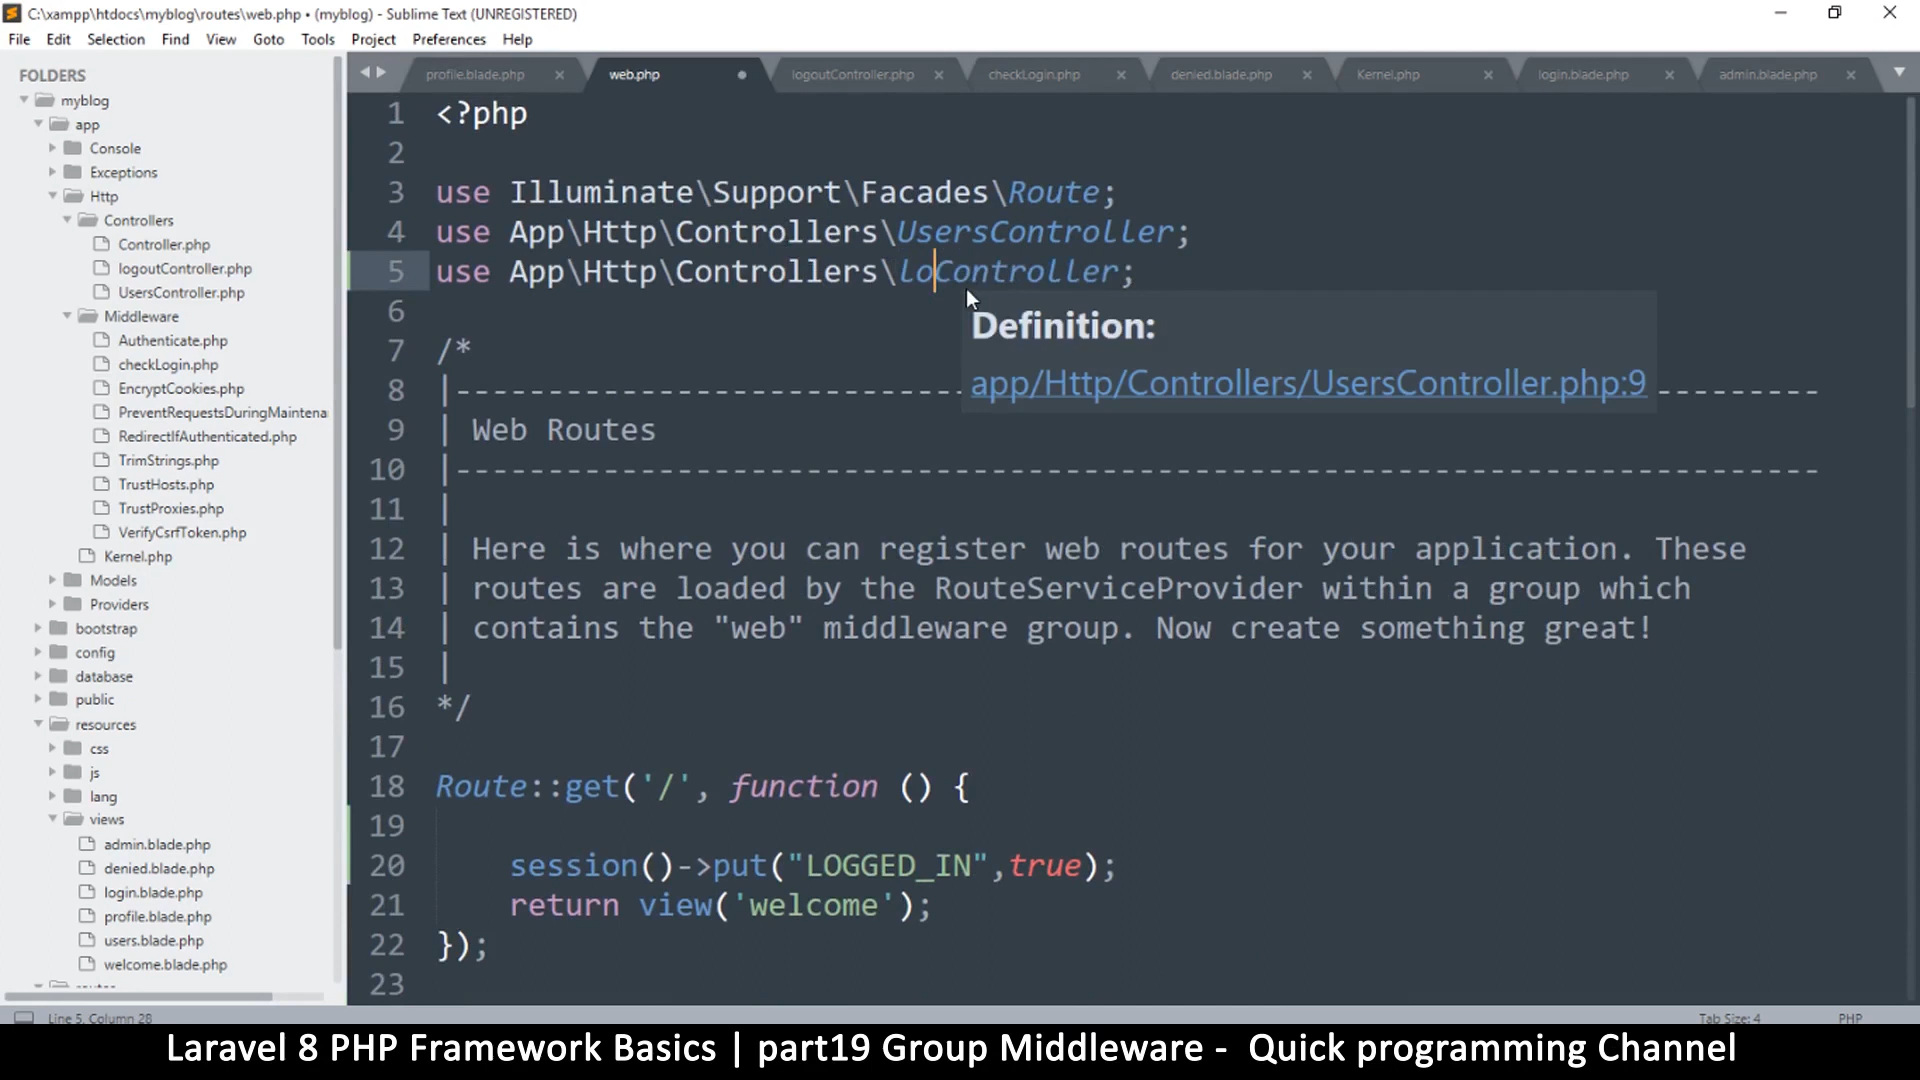 C:\xampp\htdocs\myblog\routes\web.php • (myblog) - Sublime Text (UNREGISTERED)
File Edit Selection Find View Goto Tools Project Preferences Help
FOLDERS
myblog
app
Console
Exceptions
Http
Controllers
Controller.php
logoutController.php
UsersController.php
Middleware
Authenticate.php
checkLogin.php
EncryptCookies.php
PreventRequestsDuringMaintena
RedirectIfAuthenticated.php
TrimStrings.php
TrustHosts.php
TrustProxies.php
VerifyCsrfToken.php
Kernel.php
Models
Providers
bootstrap
config
database
public
resources
css
js
lang
views
admin.blade.php
denied.blade.php
login.blade.php
profile.blade.php
users.blade.php
welcome.blade.php
profile.blade.php web.php logoutController.php checkLogin.php denied.blade.php Kernel.php login.blade.php admin.blade.php
1 <?php
2
3 use Illuminate\Support\Facades\Route;
4 use App\Http\Controllers\UsersController;
5 use App\Http\Controllers\loController;
6
Definition:
app/Http/Controllers/UsersController.php:9
7 /*
8 |--------------------------------------------------------------------------
9 | Web Routes
10 |--------------------------------------------------------------------------
11 |
12 | Here is where you can register web routes for your application. These
13 | routes are loaded by the RouteServiceProvider within a group which
14 | contains the "web" middleware group. Now create something great!
15 |
16 */
17
18 Route::get('/', function () {
19
20 session()->put("LOGGED_IN",true);
21 return view('welcome');
22 });
23
Line 5, Column 28 Tab Size: 4 PHP
Laravel 8 PHP Framework Basics | part19 Group Middleware - Quick programming Channel